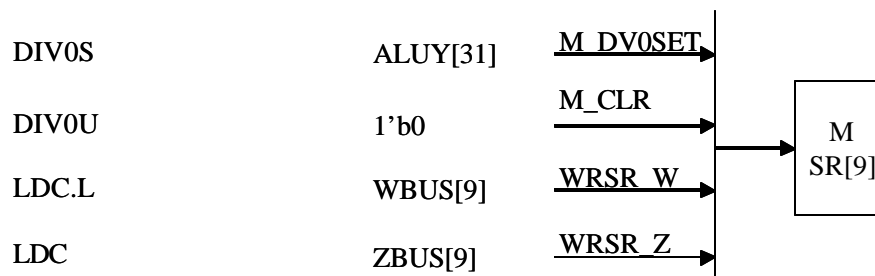 DIV0S ALUY[31] M_DV0SET
DIV0U 1’b0 M_CLR
LDC.L WBUS[9] WRSR_W
LDC ZBUS[9] WRSR_Z
M
SR[9]